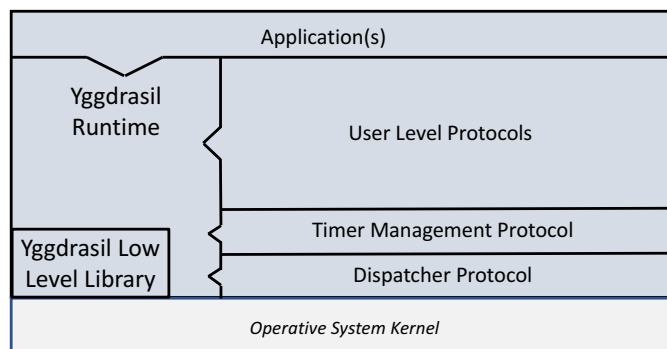 Application(s)
Yggdrasil
Runtime
User Level Protocols
Timer Management Protocol
Yggdrasil Low
Level Library
Dispatcher Protocol
Operative System Kernel